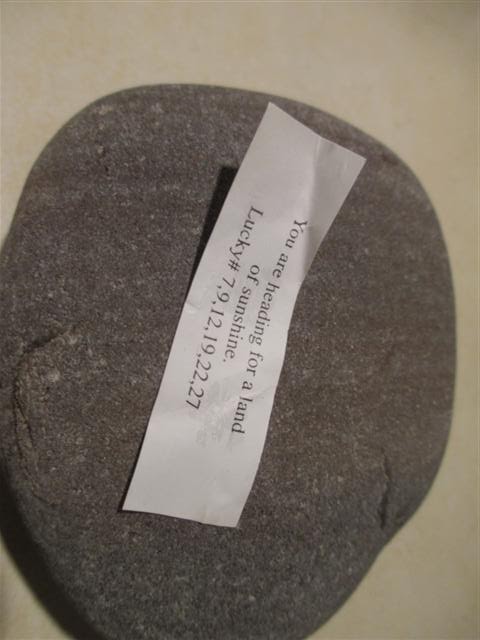 You are heading for a land
of sunshine.
Lucky# 7,9,12,19,22,27